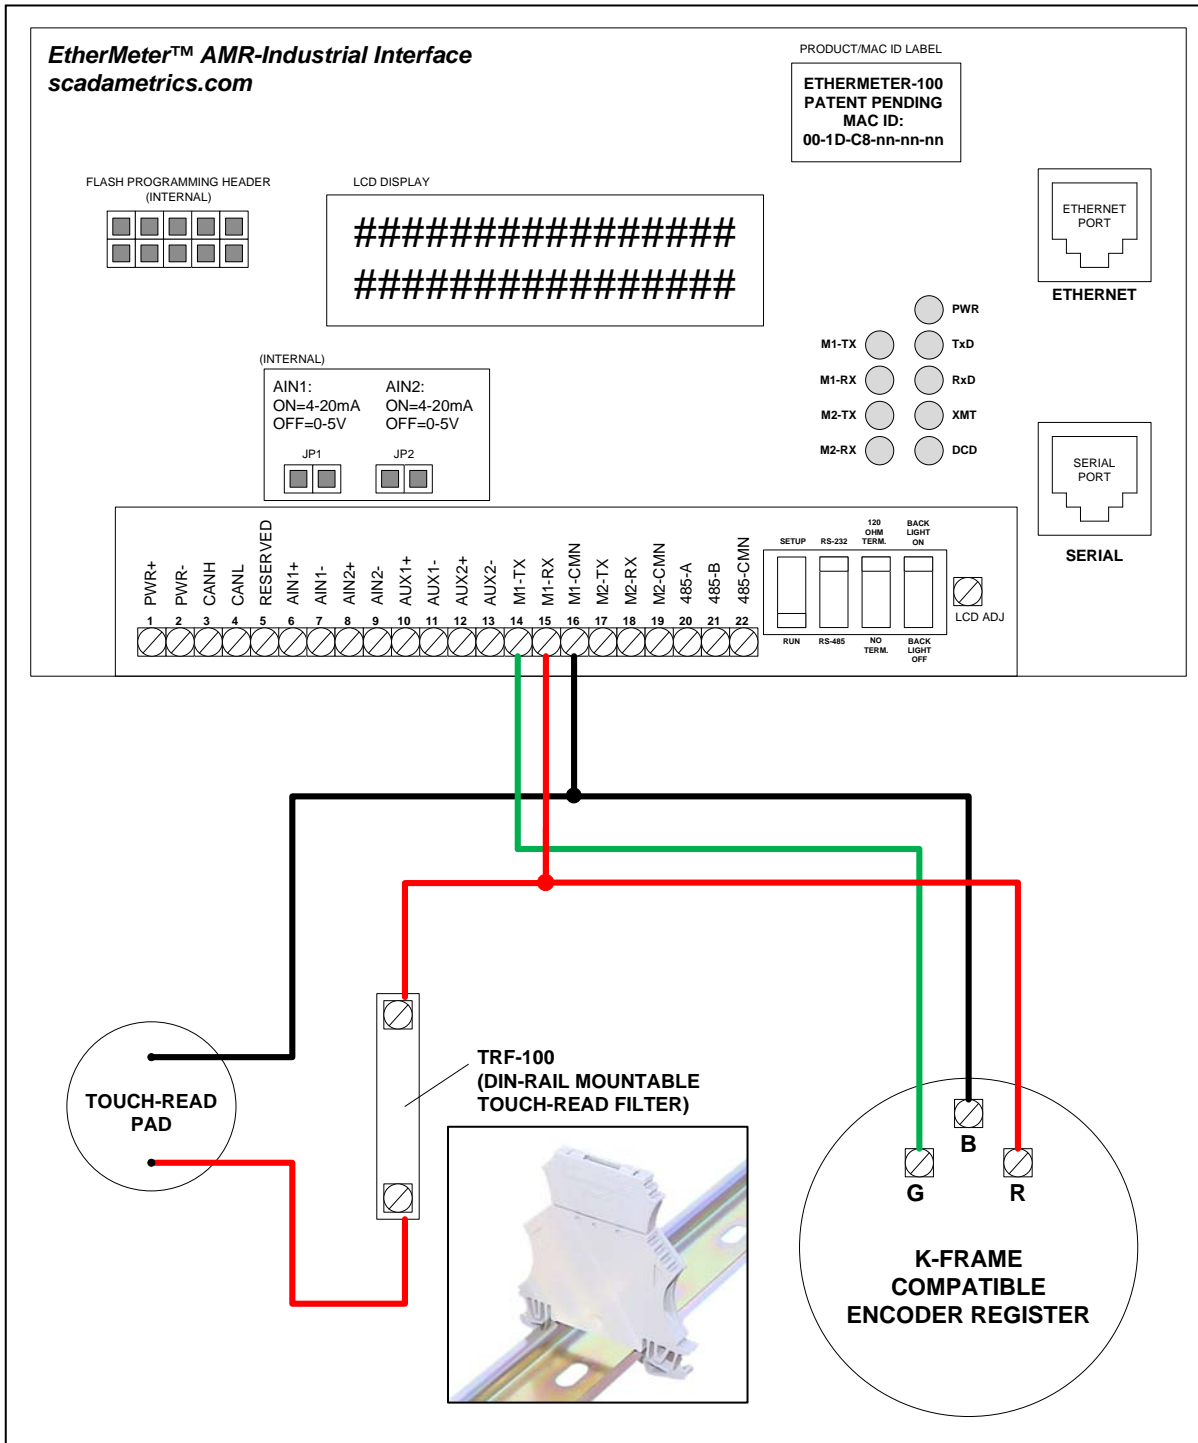 EtherMeter™ AMR-Industrial Interface
scadametrics.com
PRODUCT/MAC ID LABEL
ETHERMETER-100
PATENT PENDING
MAC ID:
00-1D-C8-nn-nn-nn
FLASH PROGRAMMING HEADER
(INTERNAL)
LCD DISPLAY
################
################
ETHERNET
PORT
ETHERNET
PWR
M1-TX TxD
M1-RX RxD
M2-TX XMT
M2-RX DCD
(INTERNAL)
AIN1: AIN2:
ON=4-20mA ON=4-20mA
OFF=0-5V OFF=0-5V
JP1 JP2
SERIAL
PORT
SERIAL
PWR+ PWR- CANH CANL RESERVED AIN1+ AIN1- AIN2+ AIN2- AUX1+ AUX1- AUX2+ AUX2- M1-TX M1-RX M1-CMN M2-TX M2-RX M2-CMN 485-A 485-B 485-CMN
1 2 3 4 5 6 7 8 9 10 11 12 13 14 15 16 17 18 19 20 21 22
SETUP
RS-232
120
OHM
TERM.
BACK
LIGHT
ON
RUN
RS-485
NO
TERM.
BACK
LIGHT
OFF
LCD ADJ
TOUCH-READ
PAD
TRF-100
(DIN-RAIL MOUNTABLE
TOUCH-READ FILTER)
B
G R
K-FRAME
COMPATIBLE
ENCODER REGISTER